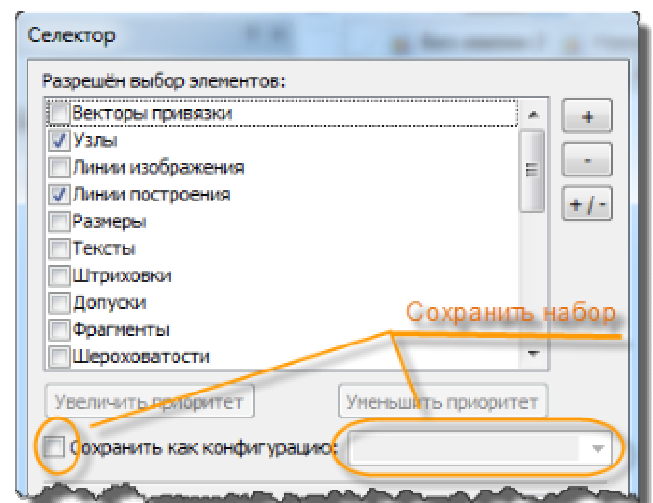 Селектор
Разрешён выбор элементов:
Векторы привязки
Узлы
Линии изображения
Линии построения
Размеры
Тексты
Штриховки
Допуски
Фрагменты
Шероховатости
+
-
+ / -
Сохранить набор
Увеличить приоритет
Уменьшить приоритет
Сохранить как конфигурацию: